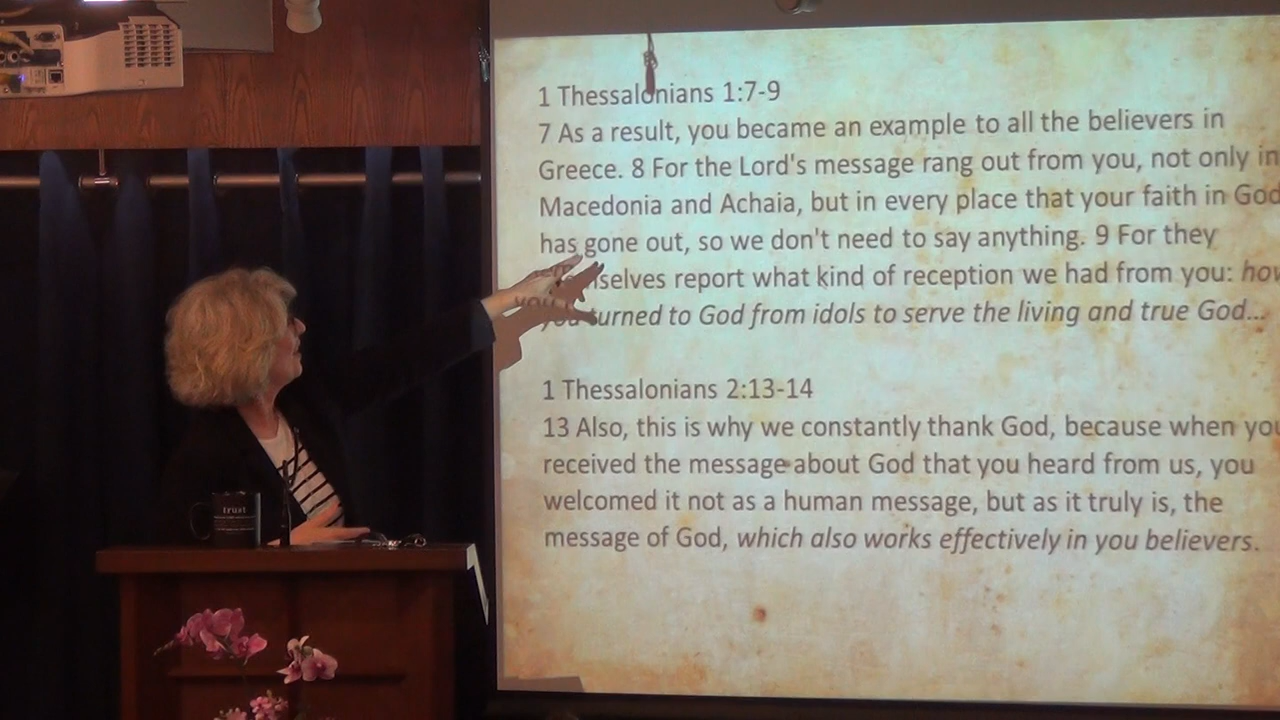 trust
1 Thessalonians 1:7-9
7 As a result, you became an example to all the believers in
Greece. 8 For the Lord's message rang out from you, not only in
Macedonia and Achaia, but in every place that your faith in God
has gone out, so we don't need to say anything. 9 For they
report what kind of reception we had from you:
you turned to God from idols to serve the living and true God...
1 Thessalonians 2:13-14
13 Also, this is why we constantly thank God, because when you
received the message about God that you heard from us, you
welcomed it not as a human message, but as it truly is, the
message of God, which also works effectively in you believers.